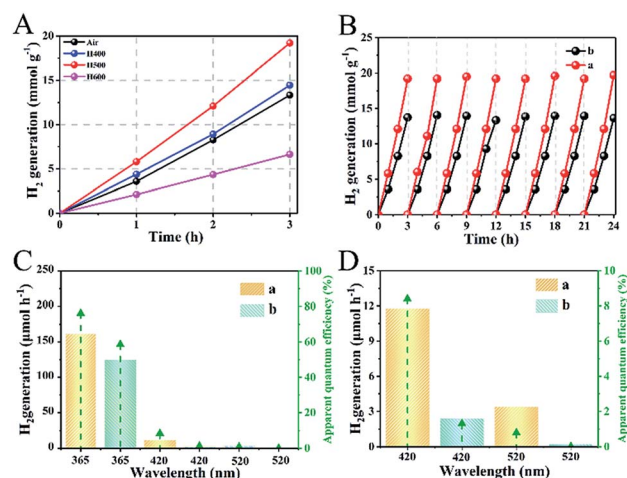 A
Air
H400
H500
H600
20
15
10
5
0
0
1
2
3
H₂ generation (mmol g⁻¹)
Time (h)
B
b
a
25
20
15
10
5
0
0 3 6 9 12 15 18 21 24
H₂ generation (mmol g⁻¹)
Time (h)
C
a
b
250
200
150
100
50
0
100
80
60
40
20
0
365 365 420 420 520 520
H₂generation (μmol h⁻¹)
Apparent quantum efficiency (%)
Wavelength (nm)
D
a
b
15
12
9
6
3
0
10
8
6
4
2
0
420 420 520 520
H₂generation (μmol h⁻¹)
Apparent quantum efficiency (%)
Wavelength (nm)